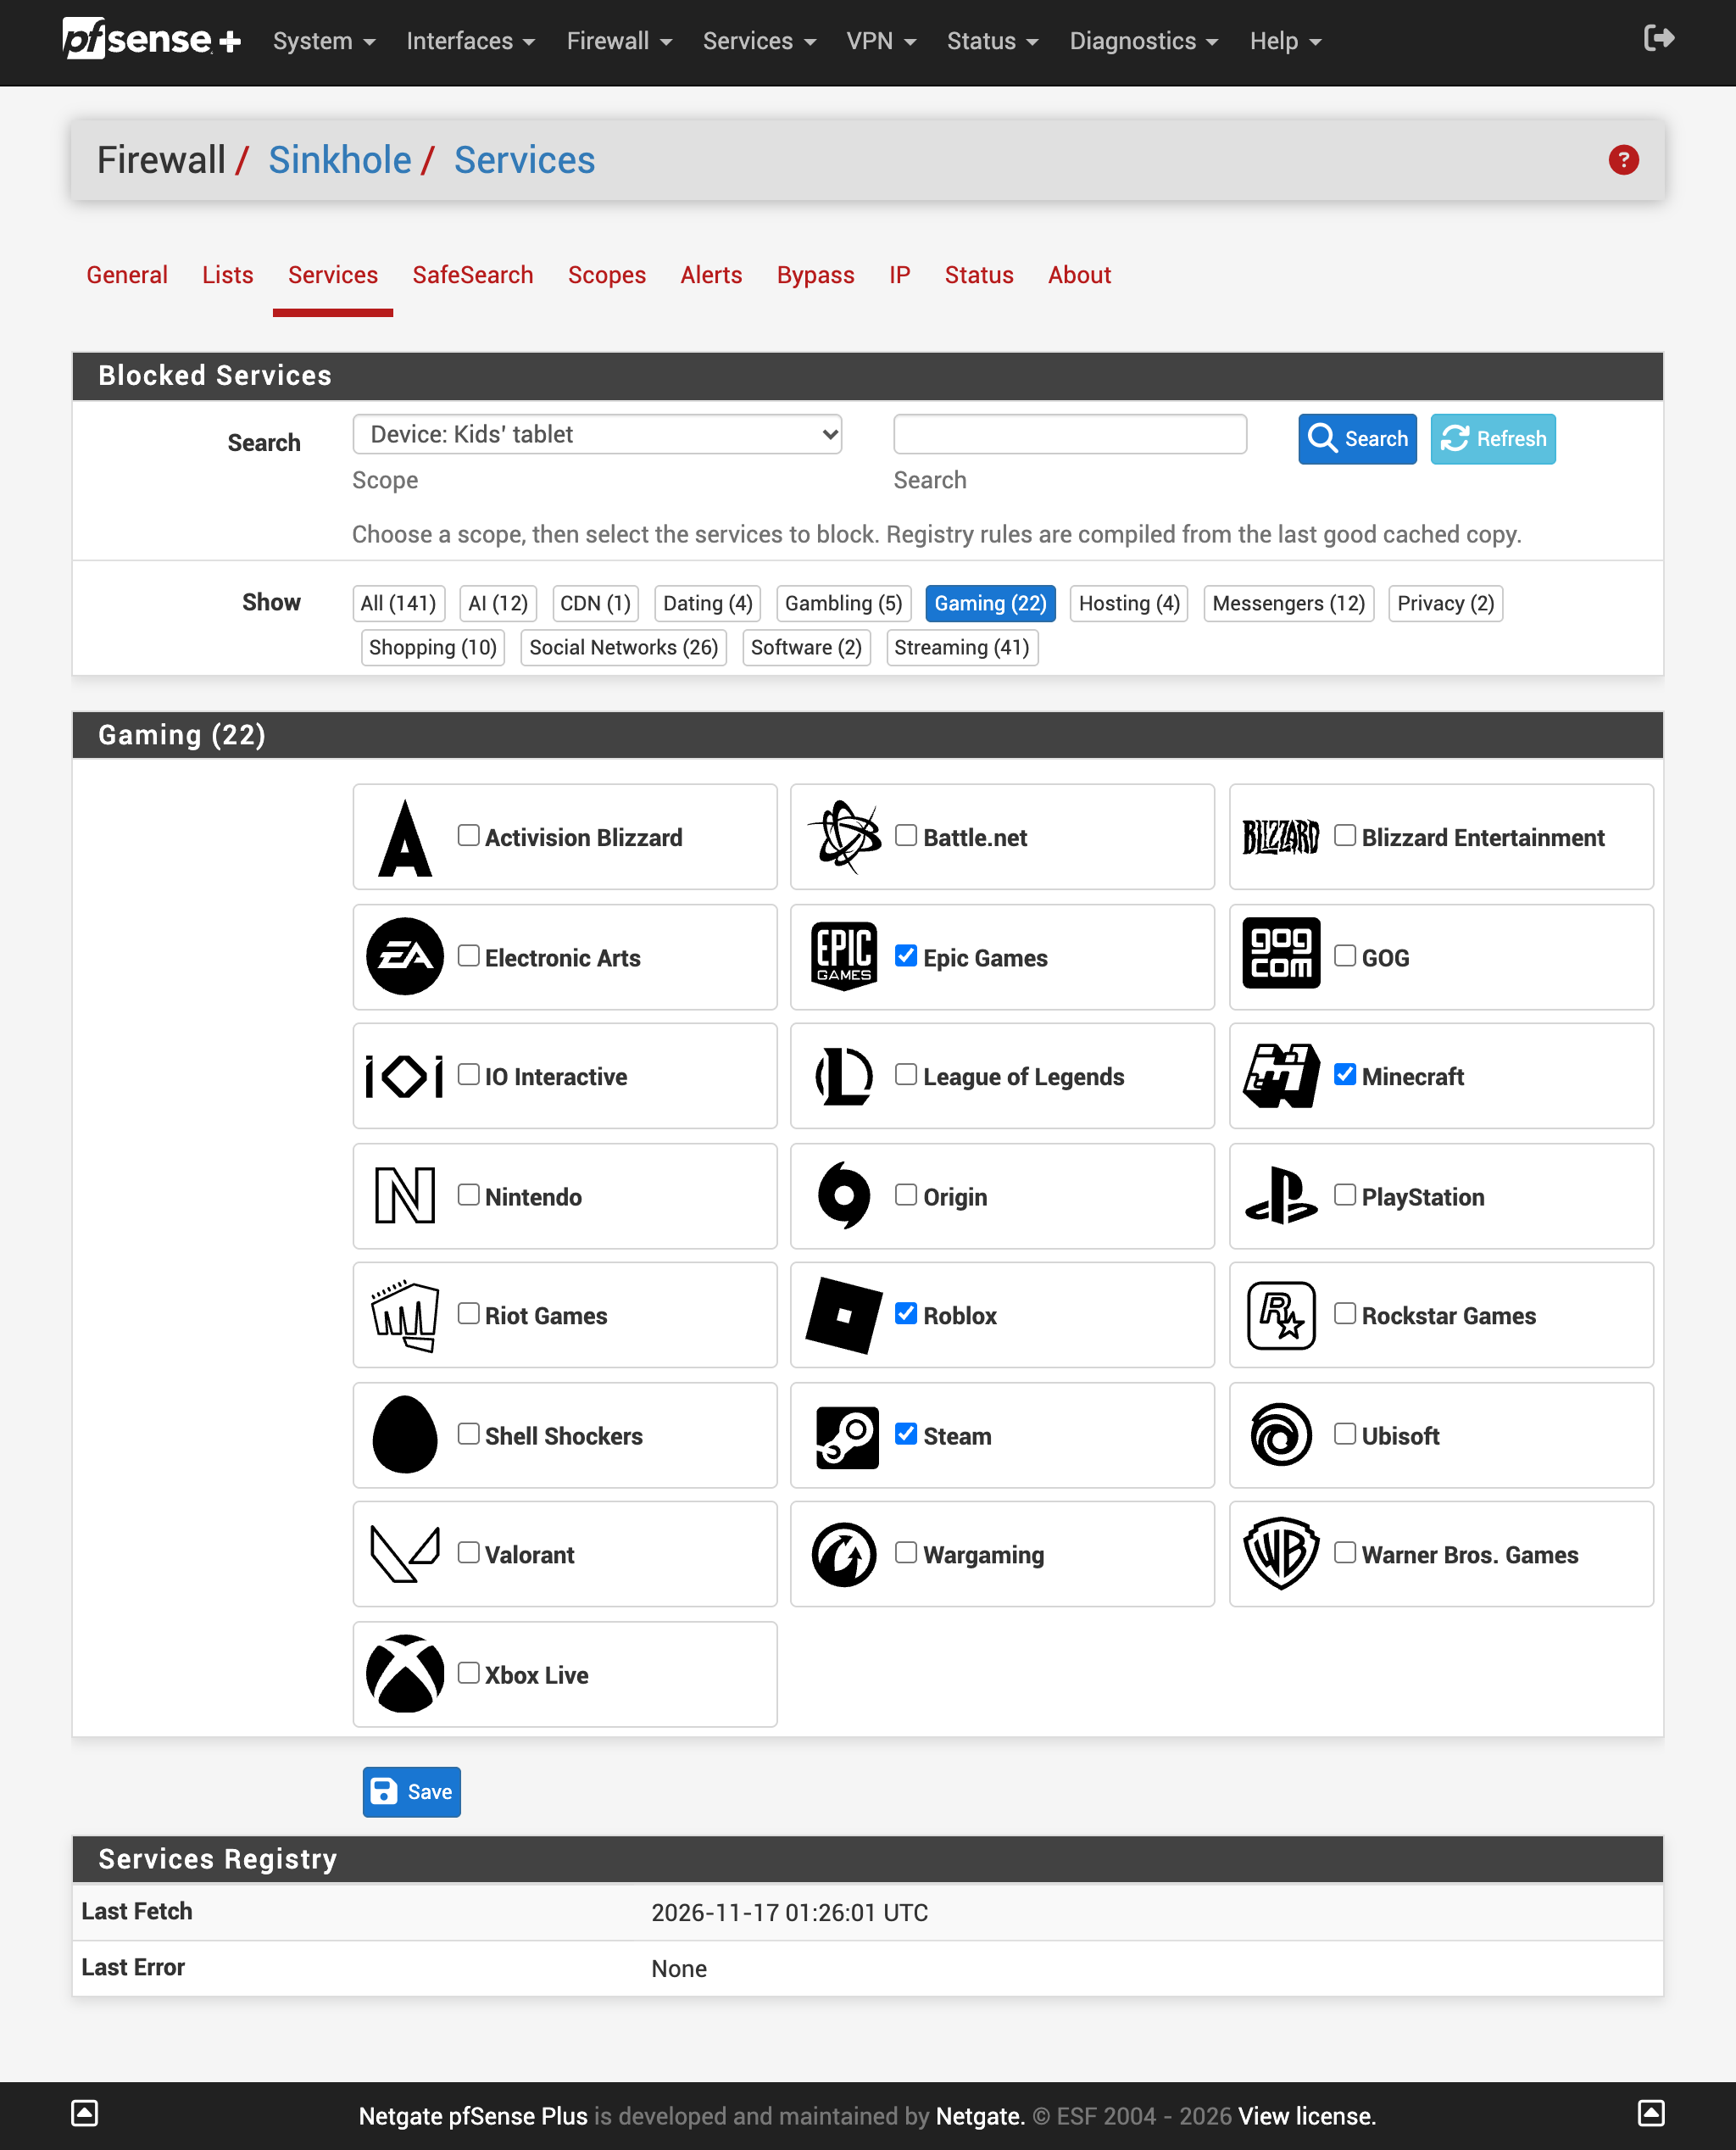 pfsense+ System Interfaces Firewall Services VPN Status Diagnostics Help
Firewall / Sinkhole / Services
?
General Lists Services SafeSearch Scopes Alerts Bypass IP Status About
Blocked Services
Search Device: Kids' tablet Search Refresh
Scope Search
Choose a scope, then select the services to block. Registry rules are compiled from the last good cached copy.
Show All (141) AI (12) CDN (1) Dating (4) Gambling (5) Gaming (22) Hosting (4) Messengers (12) Privacy (2)
Shopping (10) Social Networks (26) Software (2) Streaming (41)
Gaming (22)
Activision Blizzard Battle.net BLIZZARD Blizzard Entertainment
EA Electronic Arts EPIC GAMES Epic Games gog com GOG
iOi IO Interactive League of Legends Minecraft
N Nintendo Origin PlayStation
Riot Games Roblox R Rockstar Games
Shell Shockers Steam Ubisoft
Valorant Wargaming WB Warner Bros. Games
Xbox Live
Save
Services Registry
Last Fetch 2026-11-17 01:26:01 UTC
Last Error None
Netgate pfSense Plus is developed and maintained by Netgate. © ESF 2004 - 2026 View license.